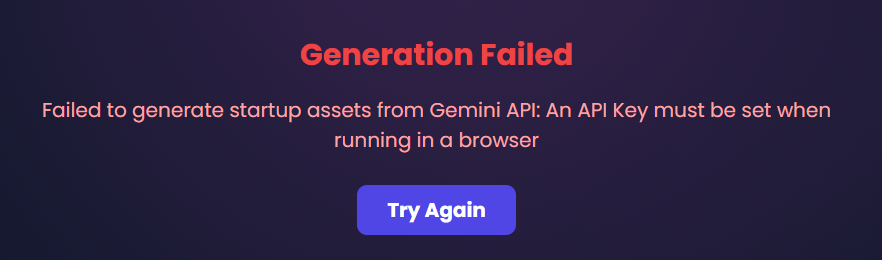 Generation Failed
Failed to generate startup assets from Gemini API: An API Key must be set when
running in a browser
Try Again